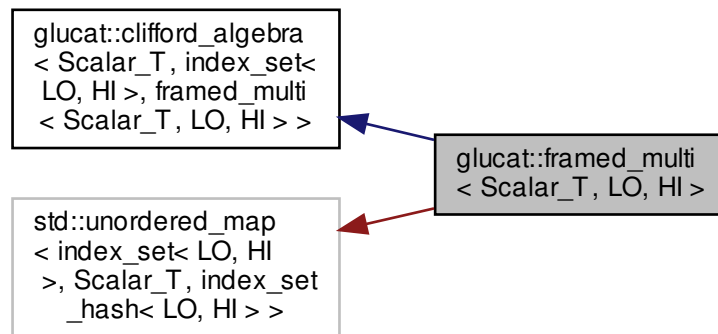 glucat::clifford_algebra
< Scalar_T, index_set<
LO, HI >, framed_multi
< Scalar_T, LO, HI > >
glucat::framed_multi
< Scalar_T, LO, HI >
std::unordered_map
< index_set< LO, HI
>, Scalar_T, index_set
_hash< LO, HI > >